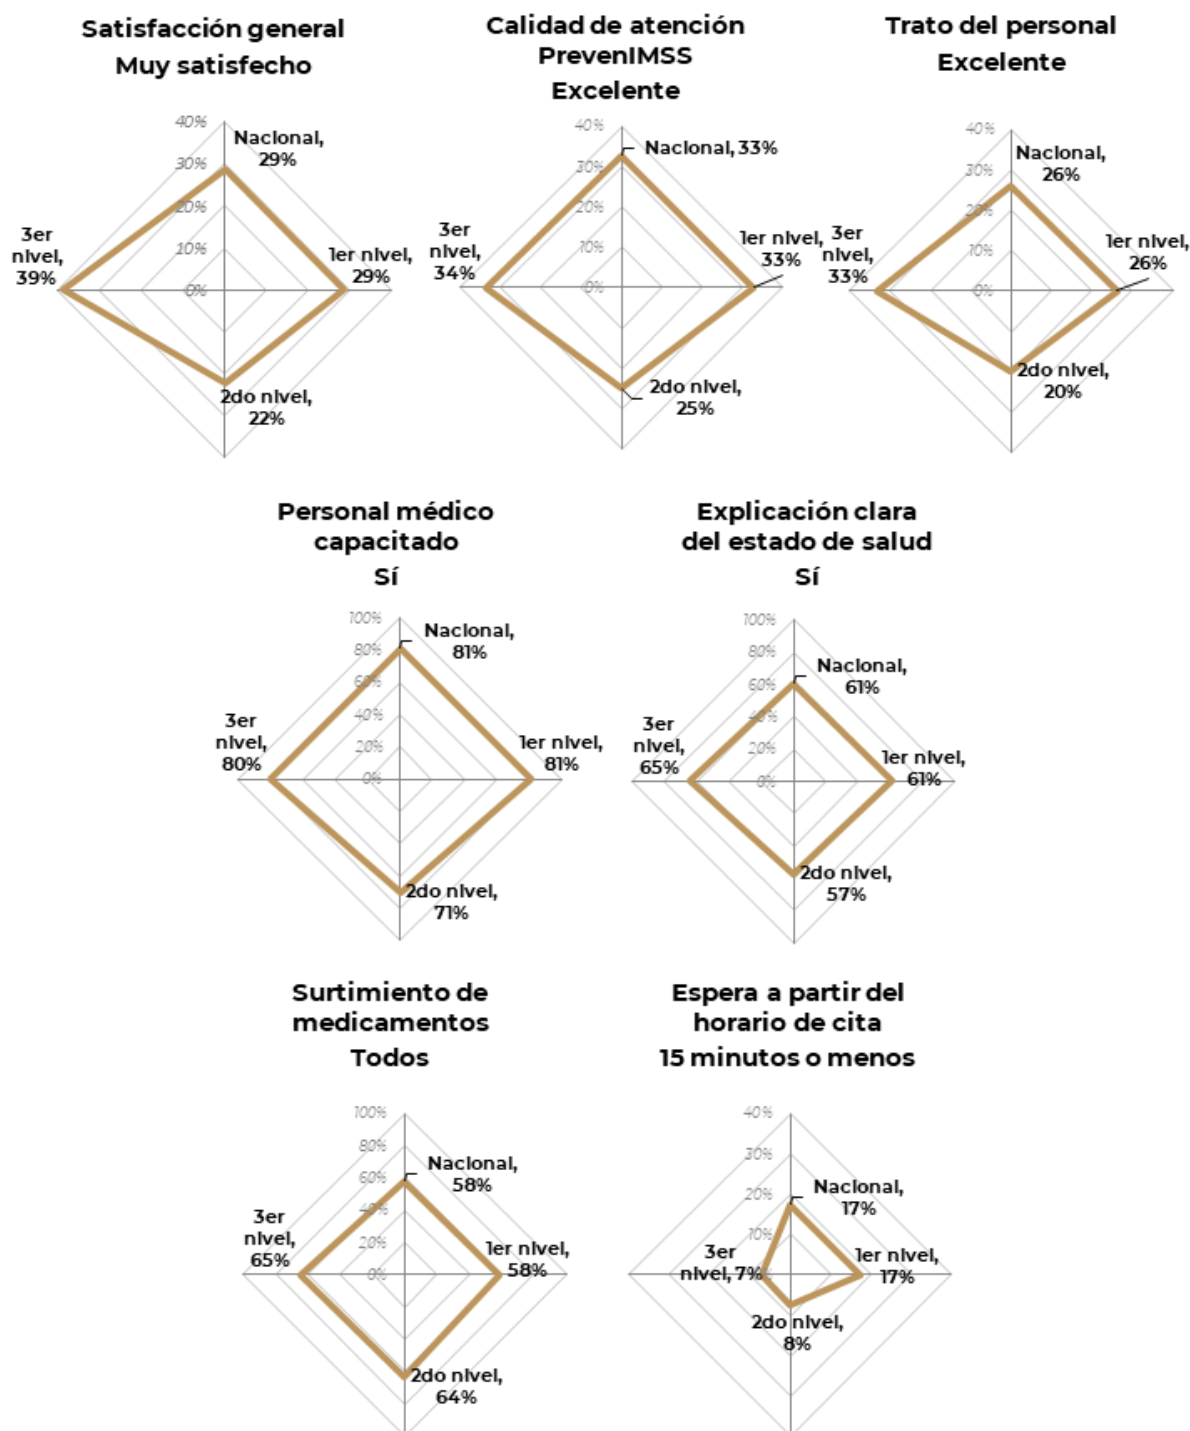 Satisfacción general
Muy satisfecho
40%
30%
20%
10%
0%
Nacional,
29%
1er nivel,
29%
2do nivel,
22%
3er
nivel,
39%
Calidad de atención
PrevenIMSS
Excelente
40%
30%
20%
10%
0%
Nacional, 33%
1er nivel,
33%
2do nivel,
25%
3er
nivel,
34%
Trato del personal
Excelente
40%
30%
20%
10%
0%
Nacional,
26%
1er nivel,
26%
2do nivel,
20%
3er
nivel,
33%
Personal médico
capacitado
Sí
100%
80%
60%
40%
20%
0%
Nacional,
81%
1er nivel,
81%
2do nivel,
71%
3er
nivel,
80%
Explicación clara
del estado de salud
Sí
100%
80%
60%
40%
20%
0%
Nacional,
61%
1er nivel,
61%
2do nivel,
57%
3er
nivel,
65%
Surtimiento de
medicamentos
Todos
100%
80%
60%
40%
20%
0%
Nacional,
58%
1er nivel,
58%
2do nivel,
64%
3er
nivel,
65%
Espera a partir del
horario de cita
15 minutos o menos
40%
30%
20%
10%
0%
Nacional,
17%
1er nivel,
17%
2do nivel,
8%
3er
nivel, 7%